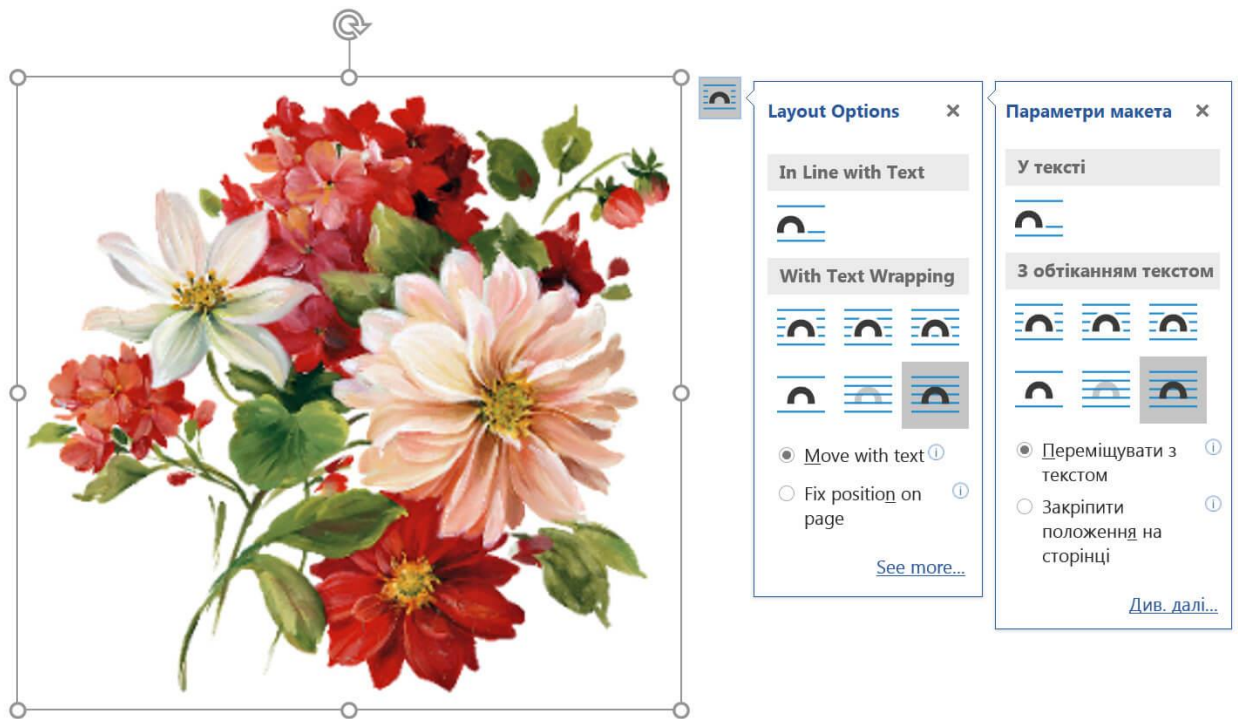 Layout Options
In Line with Text
With Text Wrapping
Move with text
Fix position on
page
See more...
Параметри макета
У тексті
З обтіканням текстом
Переміщувати з
текстом
Закріпити
положення на
сторінці
Див. далі...